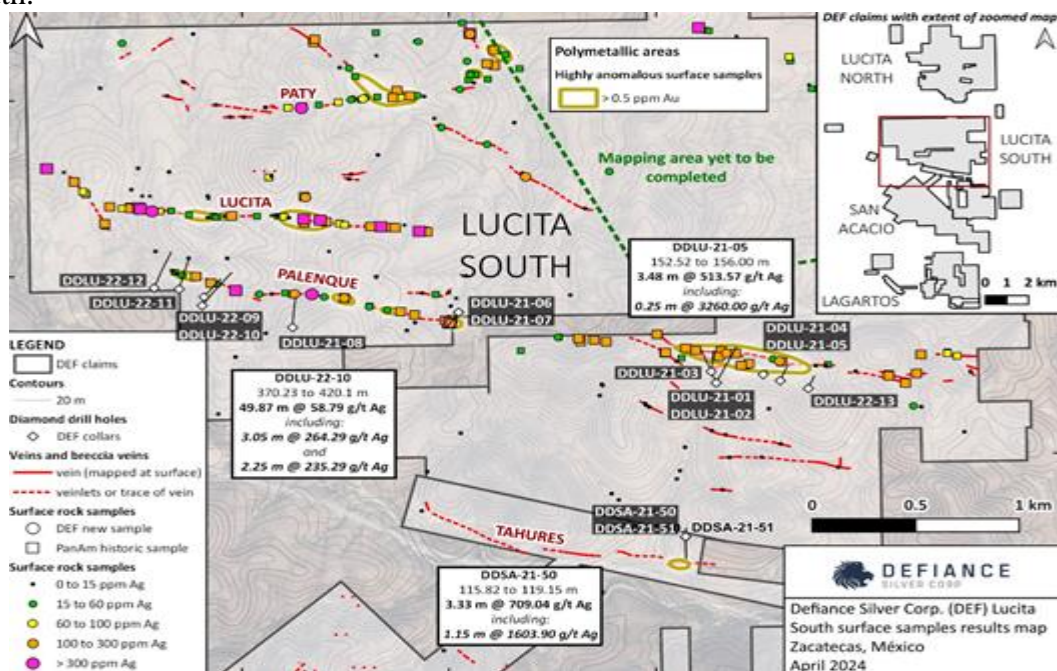 th.
DEF claims with extent of zoomed map
LUCITA
NORTH
LUCITA
SOUTH
SAN
ACACIO
LAGARTOS
0 1 2 km
Polymetallic areas
Highly anomalous surface samples
> 0.5 ppm Au
Mapping area yet to be
completed
PATY
LUCITA
PALENQUE
LUCITA
SOUTH
DDLU-22-12
DDLU-22-11
DDLU-22-09
DDLU-22-10
DDLU-21-08
DDLU-21-06
DDLU-21-07
DDLU-21-05
152.52 to 156.00 m
3.48 m @ 513.57 g/t Ag
including:
0.25 m @ 3260.00 g/t Ag
DDLU-21-04
DDLU-21-05
DDLU-21-03
DDLU-21-01
DDLU-21-02
DDLU-22-13
DDLU-22-10
370.23 to 420.1 m
49.87 m @ 58.79 g/t Ag
including:
3.05 m @ 264.29 g/t Ag
and
2.25 m @ 235.29 g/t Ag
LEGEND
DEF claims
Contours
20 m
Diamond drill holes
DEF collars
Veins and breccia veins
vein (mapped at surface)
veinlets or trace of vein
Surface rock samples
DEF new sample
PanAm historic sample
Surface rock samples
0 to 15 ppm Ag
15 to 60 ppm Ag
60 to 100 ppm Ag
100 to 300 ppm Ag
> 300 ppm Ag
TAHURES
DDSA-21-50
DDSA-21-51
DDSA-21-51
DDSA-21-50
115.82 to 119.15 m
3.33 m @ 709.04 g/t Ag
including:
1.15 m @ 1603.90 g/t Ag
0 0.5 1 km
DEFIANCE
SILVER CORP
Defiance Silver Corp. (DEF) Lucita
South surface samples results map
Zacatecas, México
April 2024